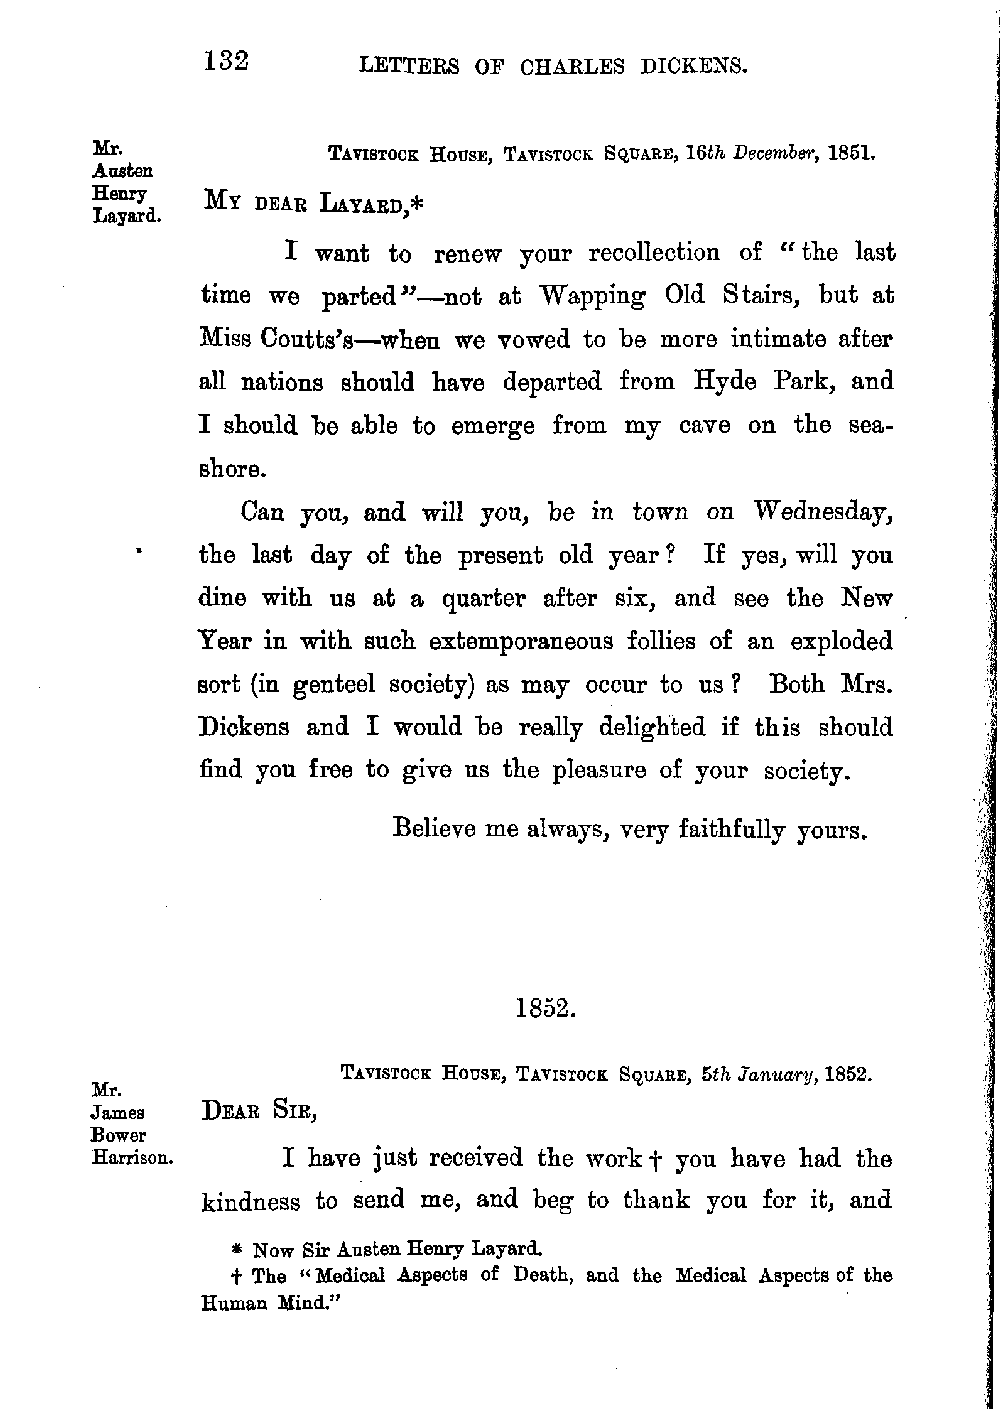 132 LETTERS OF CHARLES DICKENS.
Mr.
Austen
Henry
Layard.
TAVISTOCK HOUSE, TAVISTOCK SQUARE, 16th December, 1851.
MY DEAR LAYARD,*
I want to renew your recollection of "the last
time we parted"—not at Wapping Old Stairs, but at
Miss Coutts's—when we vowed to be more intimate after
all nations should have departed from Hyde Park, and
I should be able to emerge from my cave on the sea-
shore.
Can you, and will you, be in town on Wednesday,
the last day of the present old year? If yes, will you
dine with us at a quarter after six, and see the New
Year in with such extemporaneous follies of an exploded
sort (in genteel society) as may occur to us? Both Mrs.
Dickens and I would be really delighted if this should
find you free to give us the pleasure of your society.
Believe me always, very faithfully yours.
1852.
Mr.
James
Bower
Harrison.
TAVISTOCK HOUSE, TAVISTOCK SQUARE, 5th January, 1852.
DEAR SIR,
I have just received the work† you have had the
kindness to send me, and beg to thank you for it, and
* Now Sir Austen Henry Layard.
† The "Medical Aspects of Death, and the Medical Aspects of the
Human Mind."